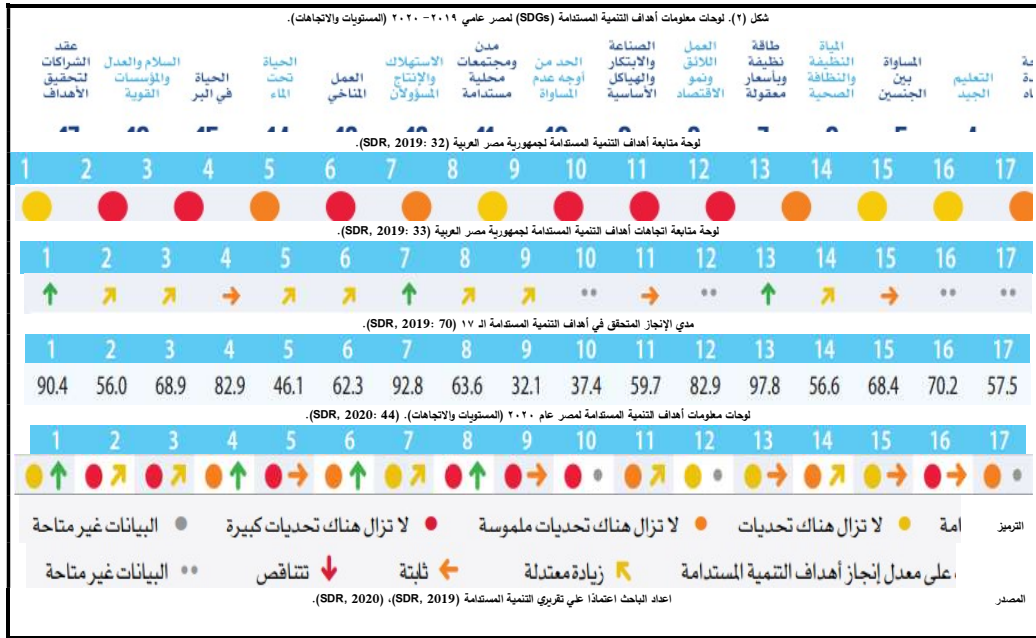 شكل (٢). لوحات معلومات أهداف التنمية المستدامة (SDGs) لمصر عامي ٢٠١٩– ٢٠٢٠ (المستويات والاتجاهات).
التعليم الجيد
المساواة بين الجنسين
المياة النظيفة والنظافة الصحية
طاقة نظيفة وبأسعار معقولة
العمل اللائق ونمو الاقتصاد
الصناعة والابتكار والهياكل الأساسية
الحد من أوجه عدم المساواة
مدن ومجتمعات محلية مستدامة
الاستهلاك والإنتاج المسؤولان
العمل المناخي
الحياة تحت الماء
الحياة في البر
السلام والعدل والمؤسسات القوية
عقد الشراكات لتحقيق الأهداف
لوحة متابعة أهداف التنمية المستدامة لجمهورية مصر العربية (SDR, 2019: 32).
1 2 3 4 5 6 7 8 9 10 11 12 13 14 15 16 17
لوحة متابعة اتجاهات أهداف التنمية المستدامة لجمهورية مصر العربية (SDR, 2019: 33).
1 2 3 4 5 6 7 8 9 10 11 12 13 14 15 16 17
مدي الإنجاز المتحقق في أهداف التنمية المستدامة الـ ١٧ (SDR, 2019: 70).
1 2 3 4 5 6 7 8 9 10 11 12 13 14 15 16 17
90.4 56.0 68.9 82.9 46.1 62.3 92.8 63.6 32.1 37.4 59.7 82.9 97.8 56.6 68.4 70.2 57.5
لوحات معلومات أهداف التنمية المستدامة لمصر عام ٢٠٢٠ (المستويات والاتجاهات). (SDR, 2020: 44).
1 2 3 4 5 6 7 8 9 10 11 12 13 14 15 16 17
الترميز لا تزال هناك تحديات لا تزال هناك تحديات ملموسة لا تزال هناك تحديات كبيرة البيانات غير متاحة
على معدل إنجاز أهداف التنمية المستدامة زيادة معتدلة ثابتة تتناقص البيانات غير متاحة
المصدر اعداد الباحث اعتمادًا علي تقريري التنمية المستدامة (SDR, 2019)، (SDR, 2020).